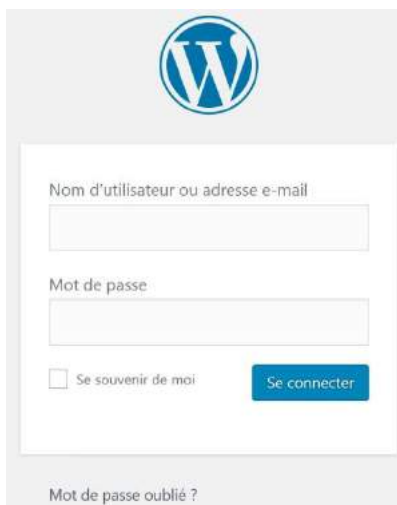 Nom d'utilisateur ou adresse e-mail
Mot de passe
Se souvenir de moi
Se connecter
Mot de passe oublié ?